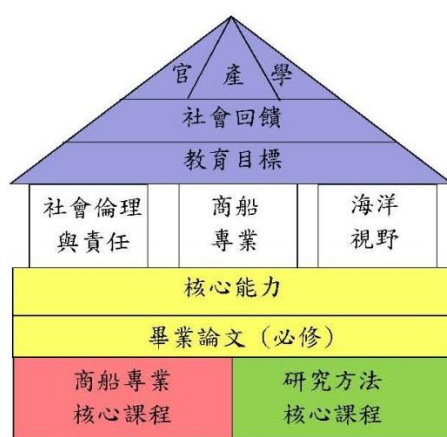 官 產 學
社會回饋
教育目標
社會倫理
與責任
商船
專業
海洋
視野
核心能力
畢業論文（必修）
商船專業
核心課程
研究方法
核心課程